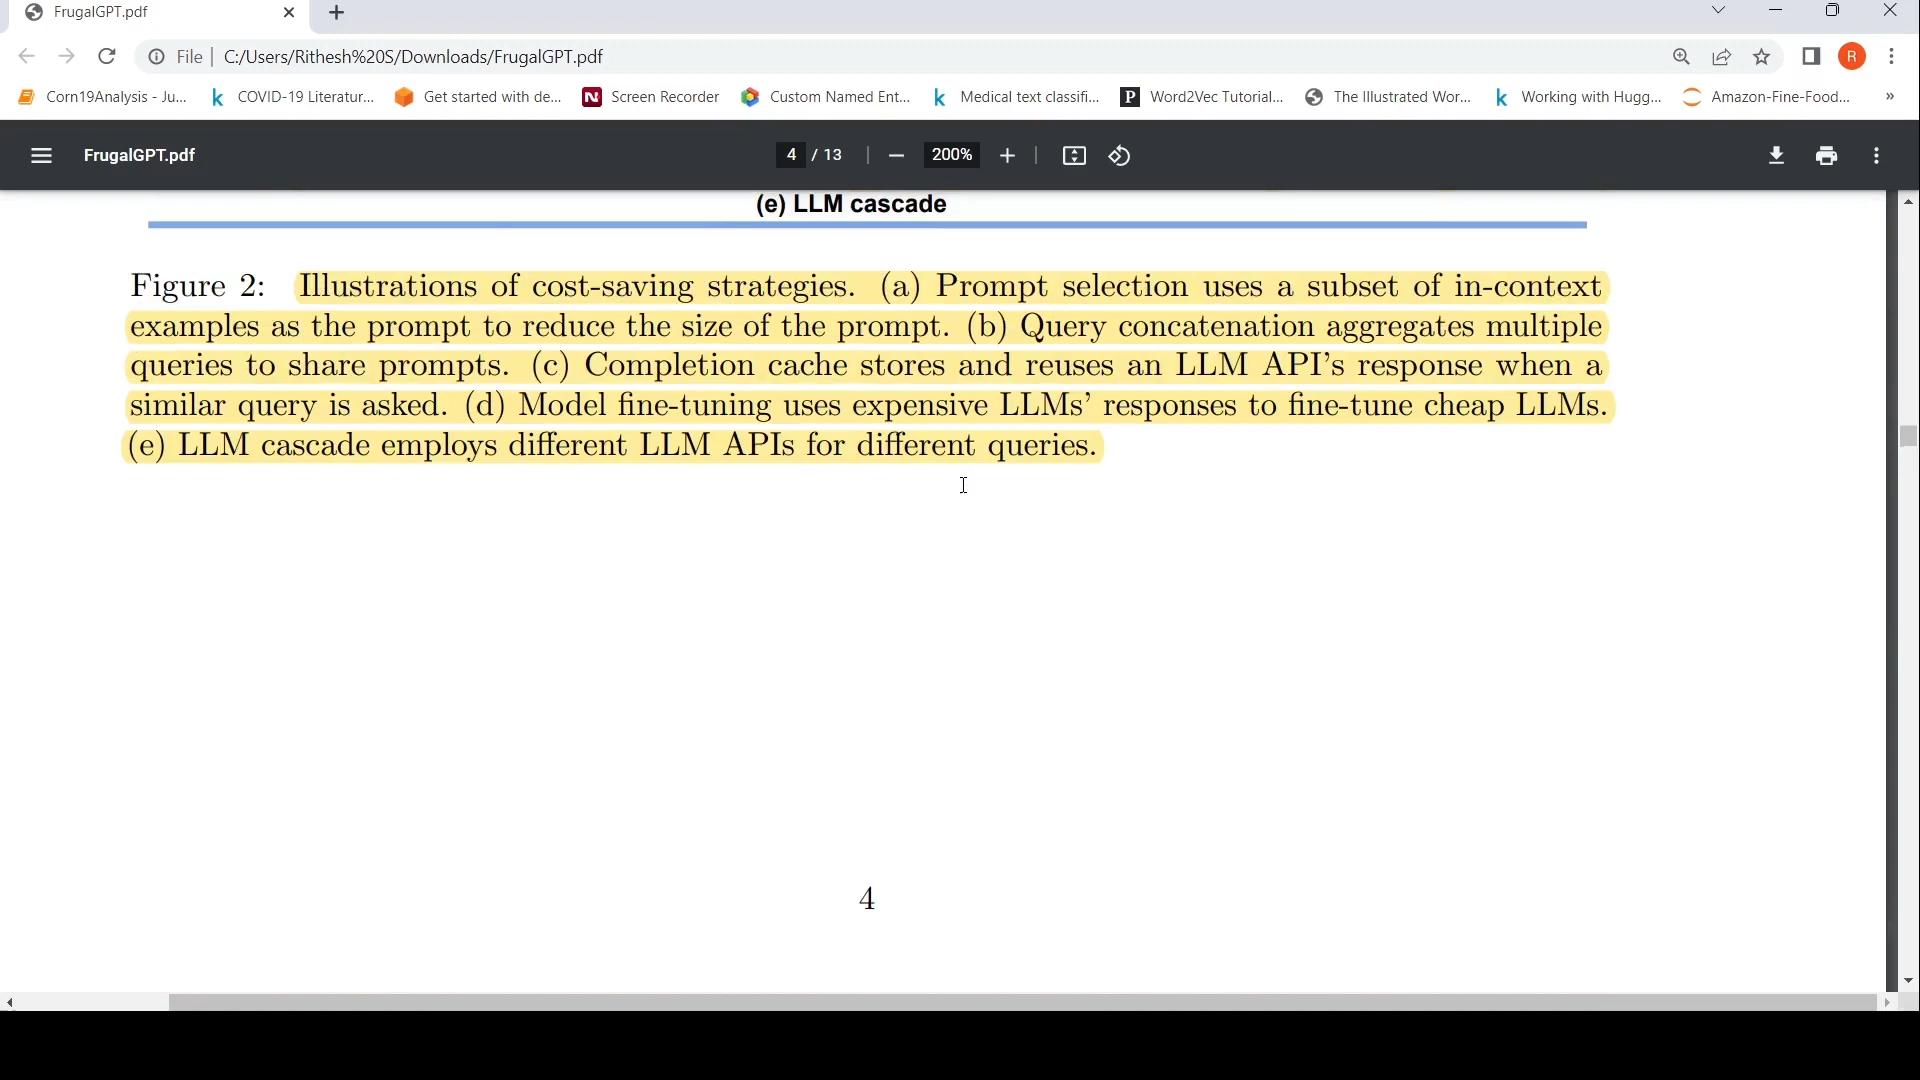 FrugalGPT.pdf
File | C:/Users/Rithesh%20S/Downloads/FrugalGPT.pdf
R
Corn19Analysis - Ju... COVID-19 Literatur... Get started with de... Screen Recorder Custom Named Ent... Medical text classifi... Word2Vec Tutorial... The Illustrated Wor... Working with Hugg... Amazon-Fine-Food... »
FrugalGPT.pdf 4 / 13 200%
(e) LLM cascade
Figure 2: Illustrations of cost-saving strategies. (a) Prompt selection uses a subset of in-context
examples as the prompt to reduce the size of the prompt. (b) Query concatenation aggregates multiple
queries to share prompts. (c) Completion cache stores and reuses an LLM API’s response when a
similar query is asked. (d) Model fine-tuning uses expensive LLMs’ responses to fine-tune cheap LLMs.
(e) LLM cascade employs different LLM APIs for different queries.
4